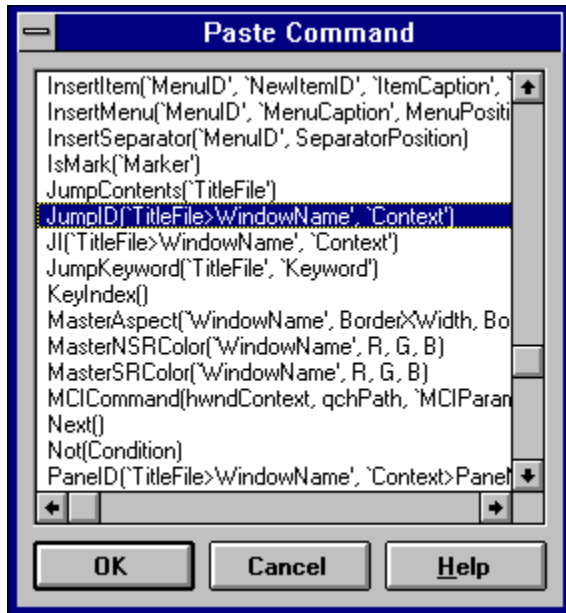 Paste Command
InsertItem(`MenuID', `NewItemID', `ItemCaption', `
InsertMenu(`MenuID', `MenuCaption', MenuPositi
InsertSeparator(`MenuID', SeparatorPosition)
IsMark(`Marker')
JumpContents(`TitleFile')
JumpID(`TitleFile>WindowName', `Context')
JI(`TitleFile>WindowName', `Context')
JumpKeyword(`TitleFile', `Keyword')
KeyIndex()
MasterAspect(`WindowName', BorderXWidth, Bo
MasterNSRColor(`WindowName', R, G, B)
MasterSRColor(`WindowName', R, G, B)
MCICommand(hwndContext, qchPath, `MCIParam
Next()
Not(Condition)
PaneID(`TitleFile>WindowName', `Context>PaneN
OK Cancel Help